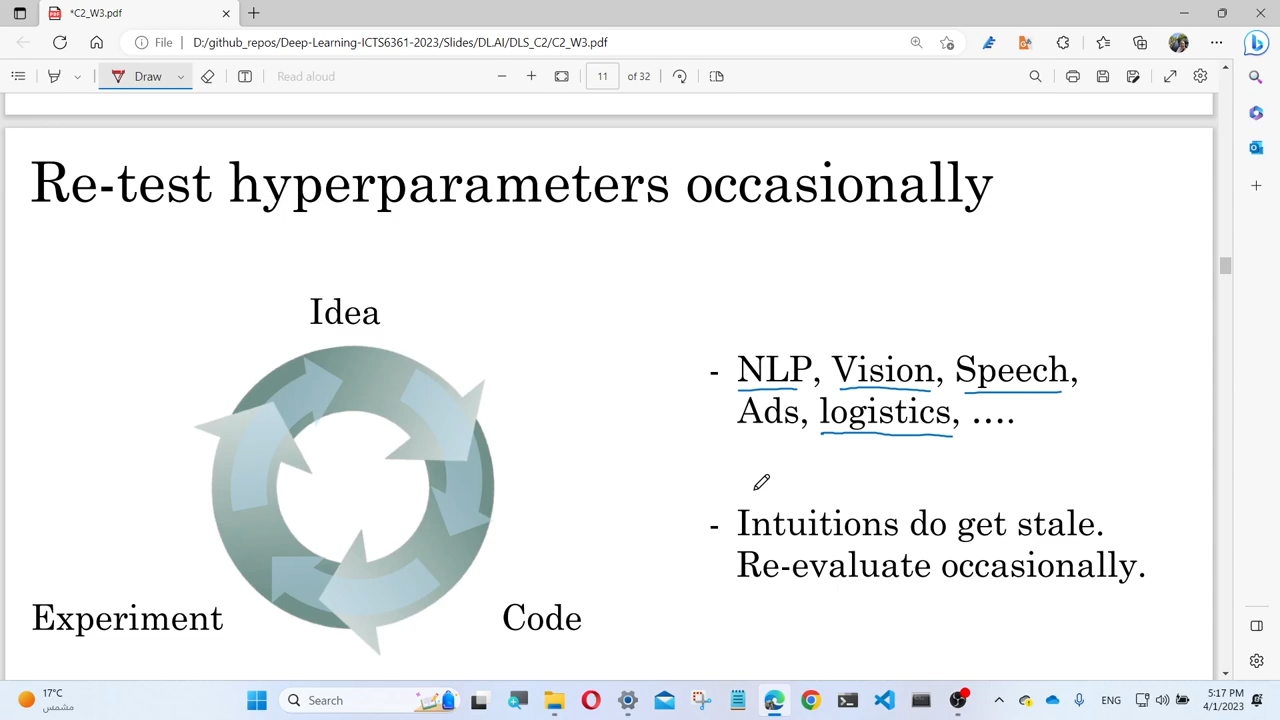 *C2_W3.pdf
File
D:/github_repos/Deep-Learning-ICTS6361-2023/Slides/DL.AI/DLS_C2/C2_W3.pdf
Draw
Read aloud
11 of 32
Re-test hyperparameters occasionally
Idea
- NLP, Vision, Speech,
Ads, logistics, ....
- Intuitions do get stale.
Re-evaluate occasionally.
Experiment
Code
17°C
مشمس
Search
ENG
5:17 PM
4/1/2023